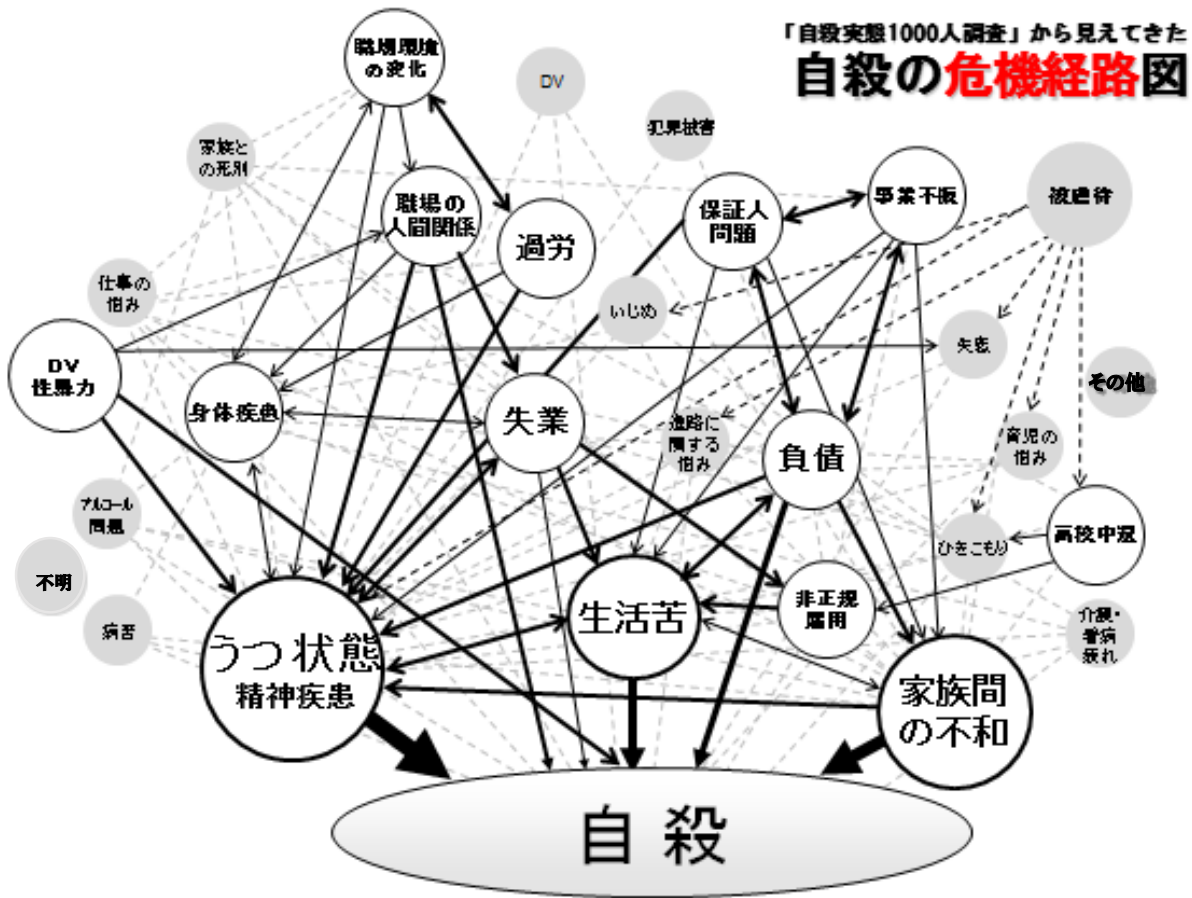 「自殺実態1000人調査」から見えてきた
自殺の危機経路図
職場環境
の変化
DV
犯罪被害
家族と
の死別
職場の
人間関係
過労
保証人
問題
事業不振
被虐待
仕事の
悩み
いじめ
DV
性暴力
身体疾患
失業
進路に
関する
悩み
負債
失恋
その他
育児の
悩み
アルコール
問題
不明
病苦
うつ状態
精神疾患
生活苦
非正規
雇用
ひきこもり
高校中退
介護・
看病
疲れ
家族間
の不和
自殺